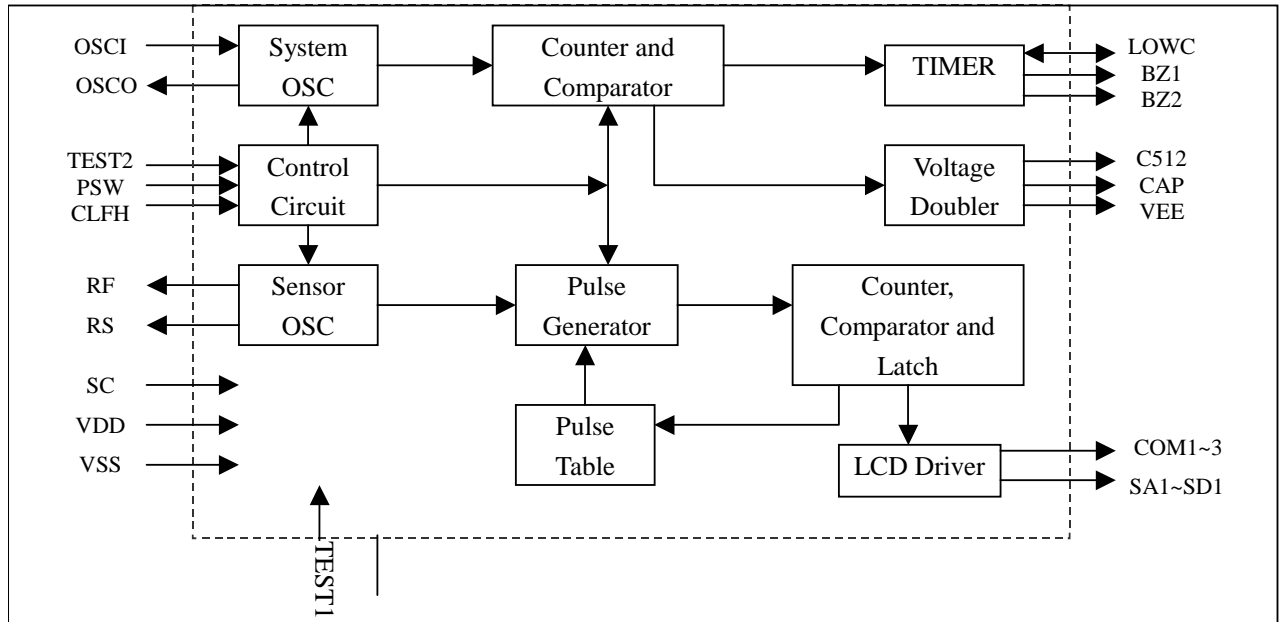 OSCI
OSCO
System
OSC
Counter and
Comparator
TIMER
LOWC
BZ1
BZ2
TEST2
PSW
CLFH
Control
Circuit
Voltage
Doubler
C512
CAP
VEE
RF
RS
Sensor
OSC
Pulse
Generator
Counter,
Comparator and
Latch
SC
VDD
VSS
Pulse
Table
LCD Driver
COM1~3
SA1~SD1
TEST1